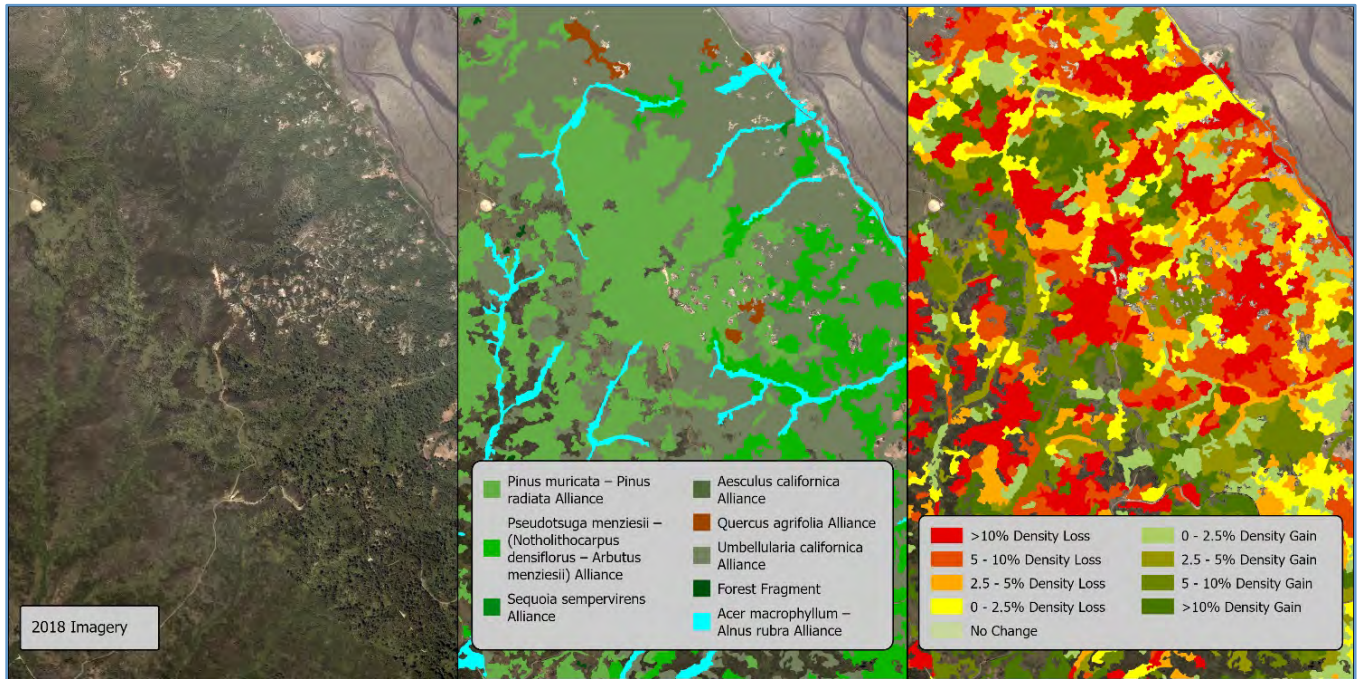 2018 Imagery
Pinus muricata – Pinus
radiata Alliance
Pseudotsuga menziesii –
(Notholithocarpus
densiflorus – Arbutus
menziesii) Alliance
Sequoia sempervirens
Alliance
Aesculus californica
Alliance
Quercus agrifolia Alliance
Umbellularia californica
Alliance
Forest Fragment
Acer macrophyllum –
Alnus rubra Alliance
>10% Density Loss
5 - 10% Density Loss
2.5 - 5% Density Loss
0 - 2.5% Density Loss
No Change
0 - 2.5% Density Gain
2.5 - 5% Density Gain
5 - 10% Density Gain
>10% Density Gain